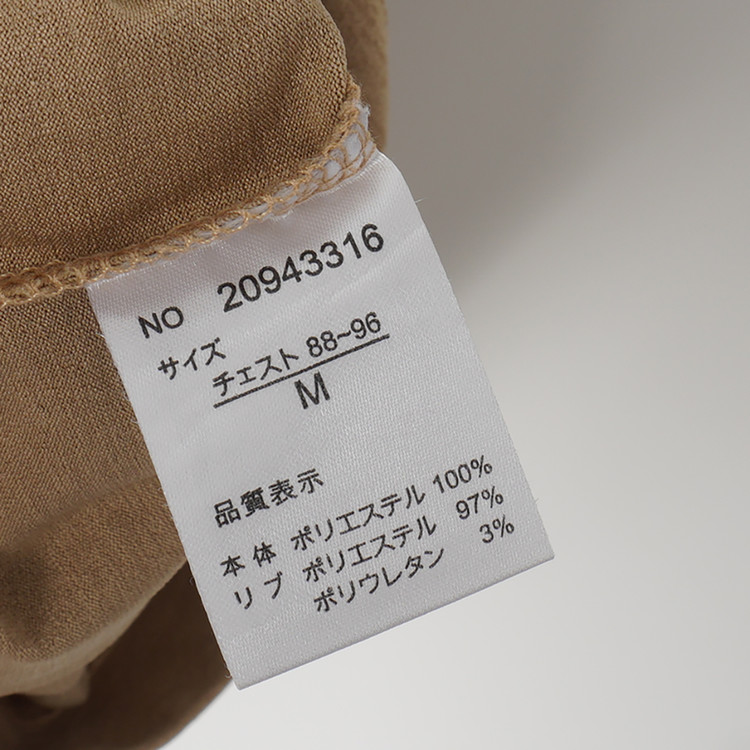 NO 20943316
サイズ
チェスト 88~96
M
品質表示
本体 ポリエステル 100%
リブ ポリエステル 97%
ポリウレタン 3%